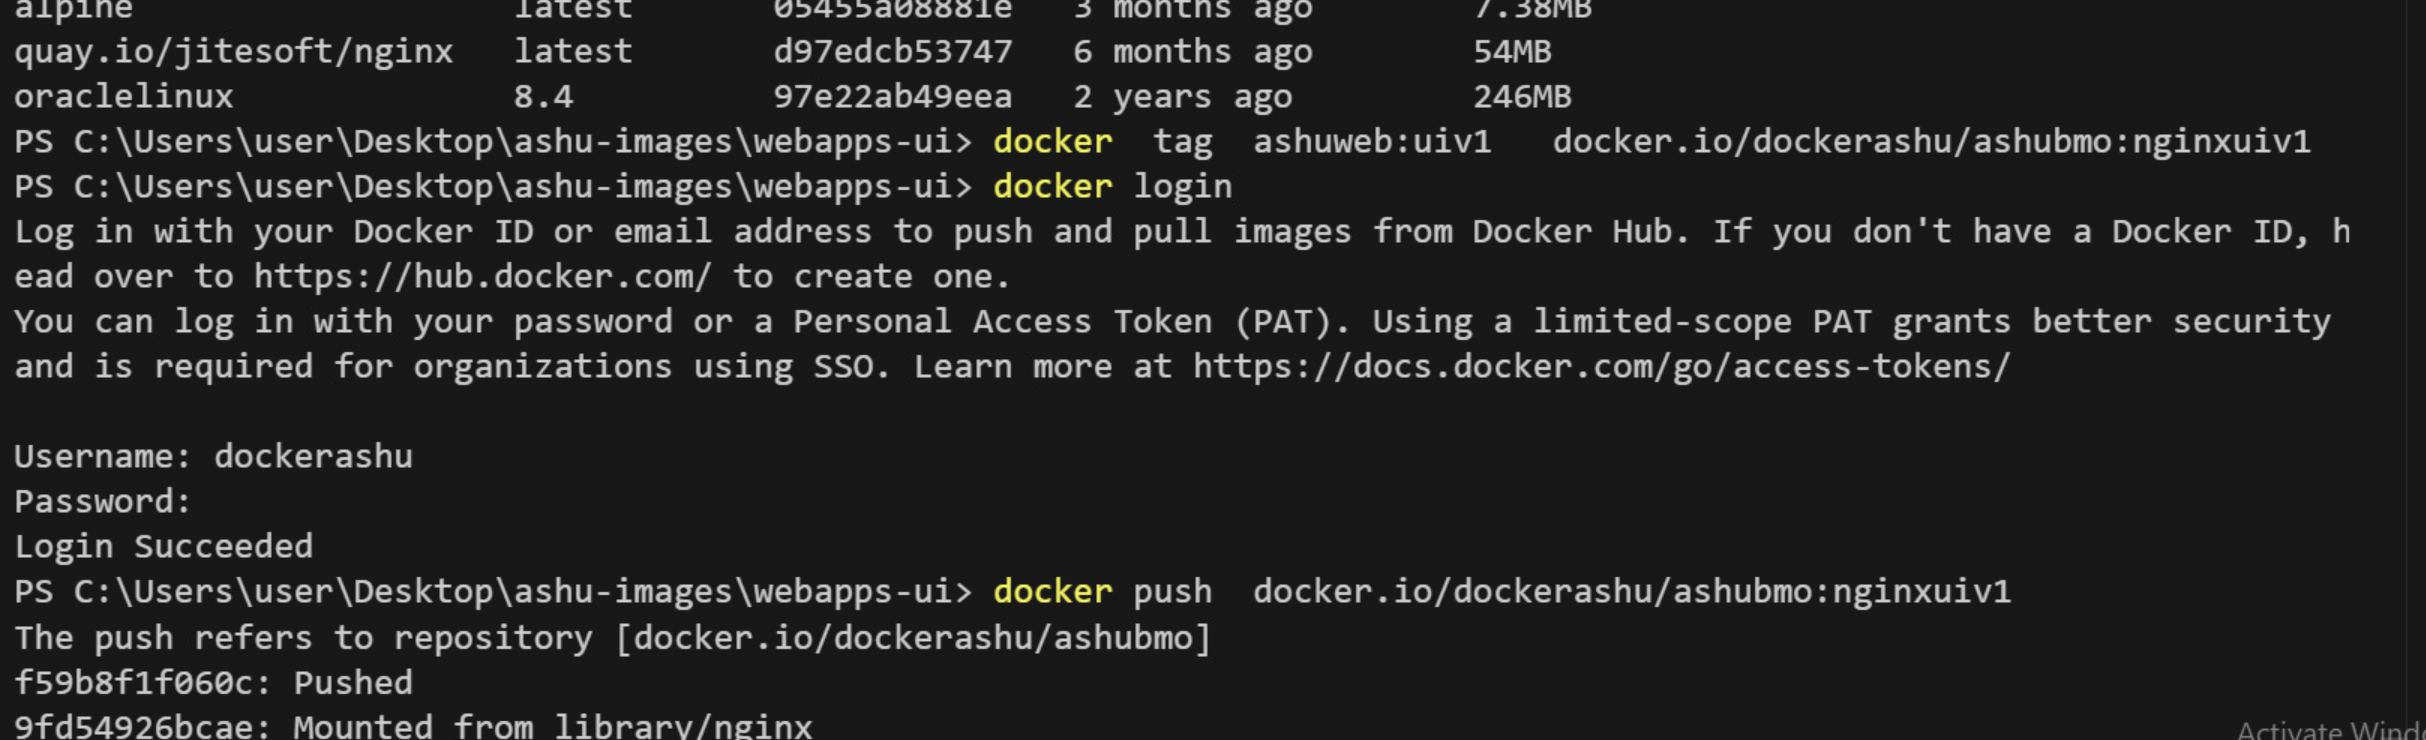 alpine latest 05455a08881e 3 months ago 7.38MB
quay.io/jitesoft/nginx latest d97edcb53747 6 months ago 54MB
oraclelinux 8.4 97e22ab49eea 2 years ago 246MB
PS C:\Users\user\Desktop\ashu-images\webapps-ui> docker tag ashuweb:uiv1 docker.io/dockerashu/ashubmo:nginxuiv1
PS C:\Users\user\Desktop\ashu-images\webapps-ui> docker login
Log in with your Docker ID or email address to push and pull images from Docker Hub. If you don't have a Docker ID, h
ead over to https://hub.docker.com/ to create one.
You can log in with your password or a Personal Access Token (PAT). Using a limited-scope PAT grants better security
and is required for organizations using SSO. Learn more at https://docs.docker.com/go/access-tokens/
Username: dockerashu
Password:
Login Succeeded
PS C:\Users\user\Desktop\ashu-images\webapps-ui> docker push docker.io/dockerashu/ashubmo:nginxuiv1
The push refers to repository [docker.io/dockerashu/ashubmo]
f59b8f1f060c: Pushed
9fd54926bcae: Mounted from library/nginx
Activate Wind